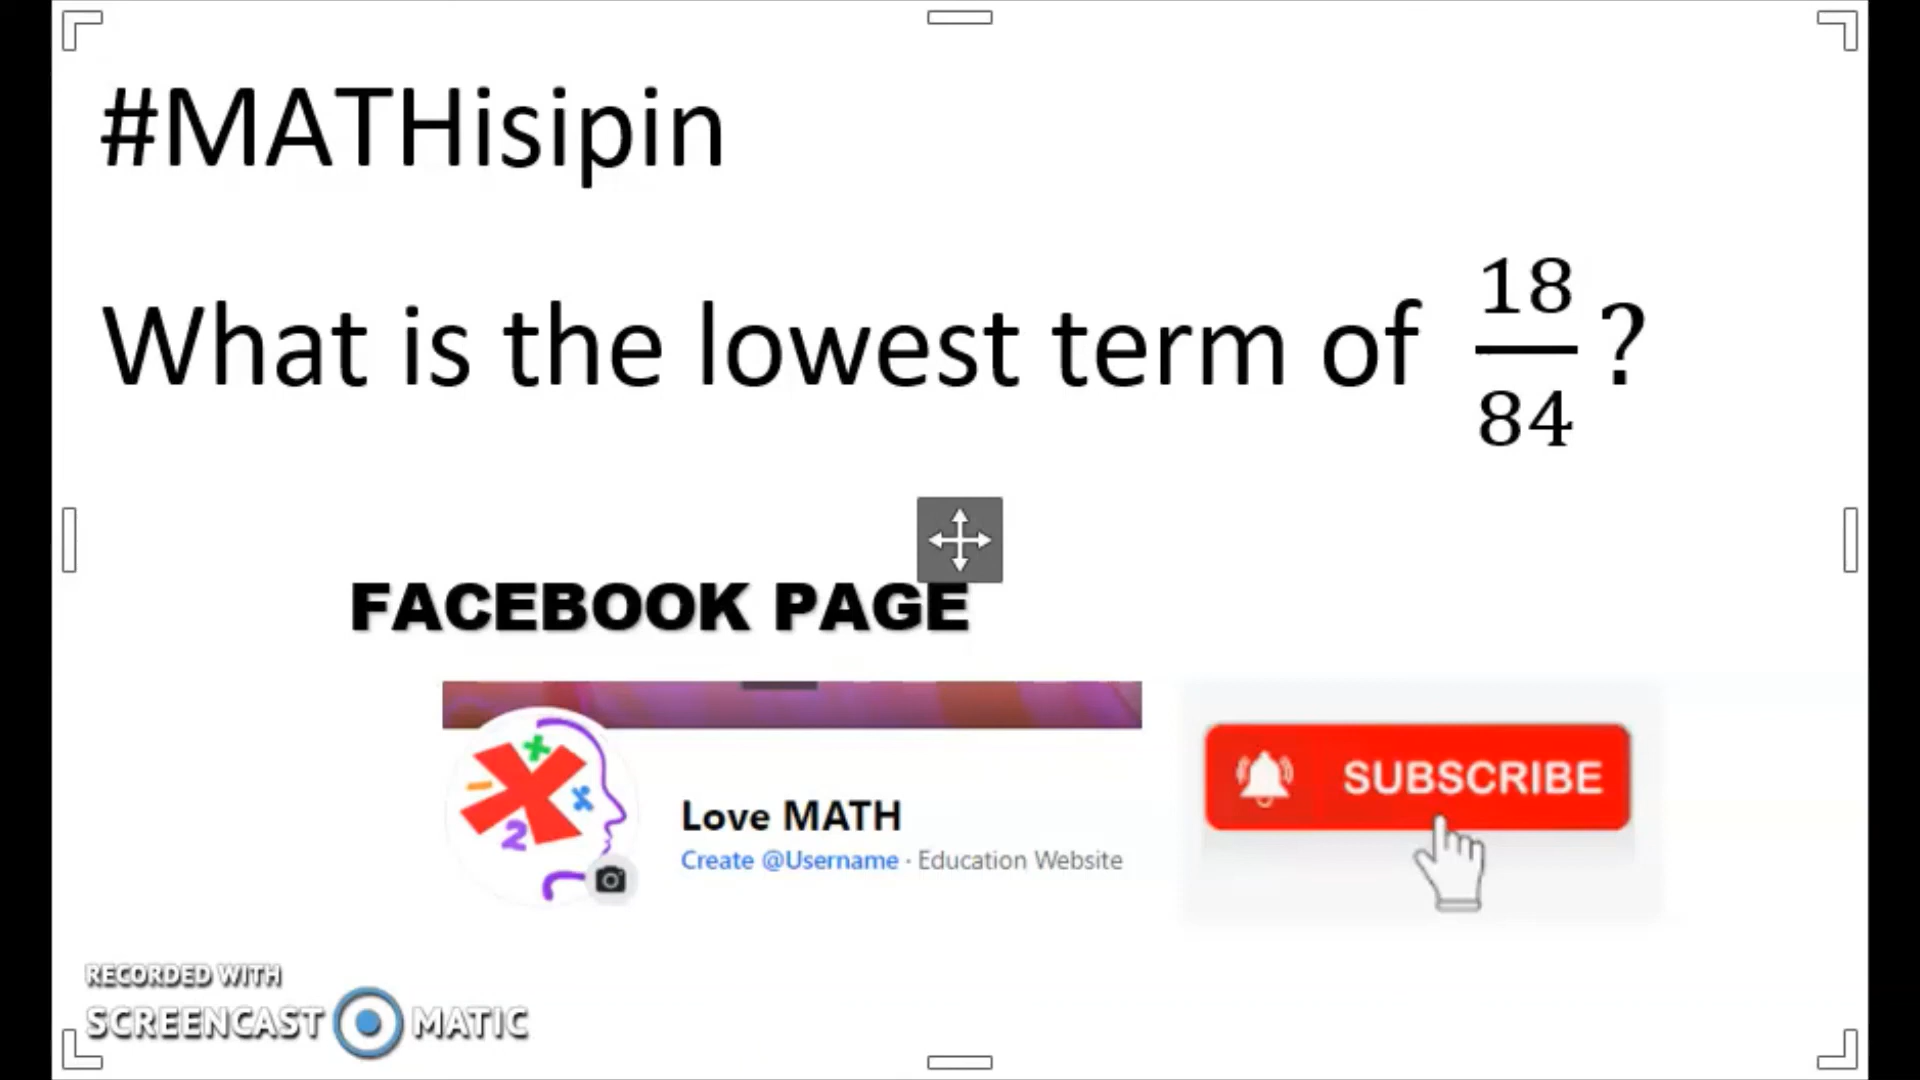 #MATHisipin
What is the lowest term of 18/84?
FACEBOOK PAGE
Love MATH
Create @Username · Education Website
SUBSCRIBE
RECORDED WITH
SCREENCAST MATIC